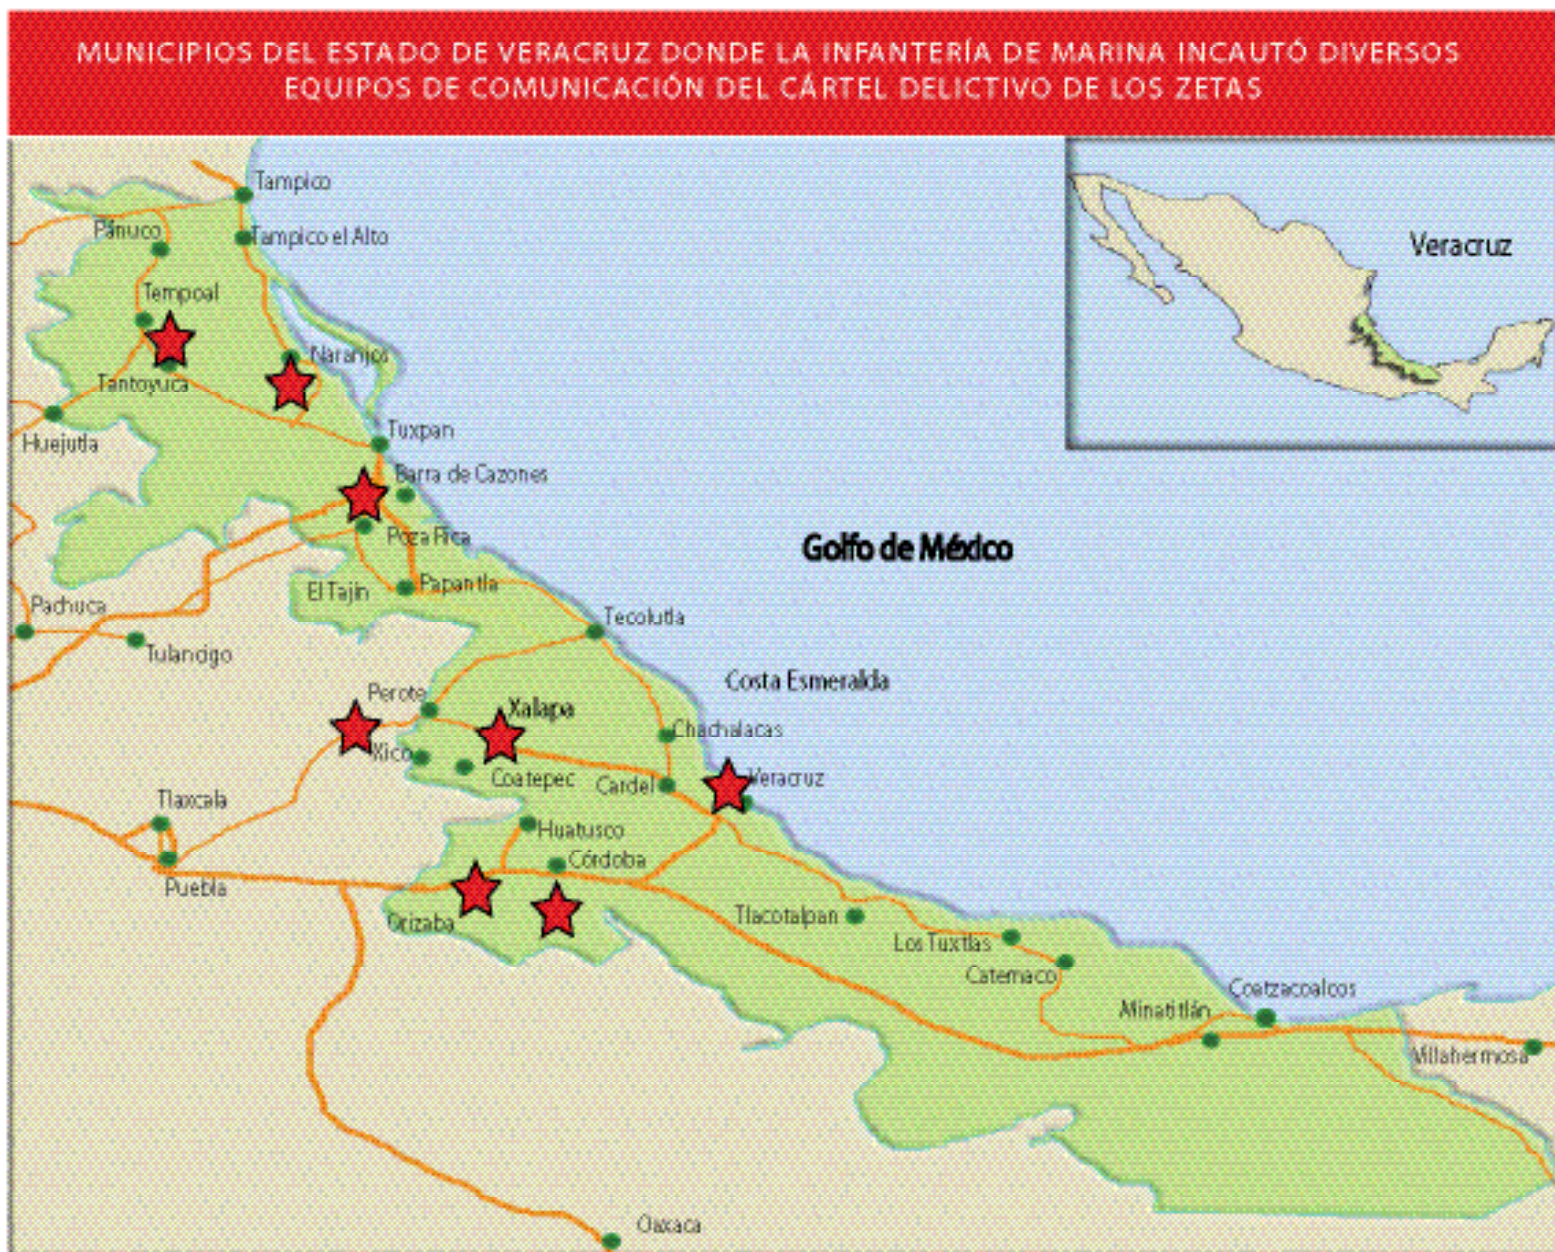 MUNICIPIOS DEL ESTADO DE VERACRUZ DONDE LA INFANTERÍA DE MARINA INCAUTÓ DIVERSOS
EQUIPOS DE COMUNICACIÓN DEL CÁRTEL DELICTIVO DE LOS ZETAS
Tampico
Pánuco
Tampico el Alto
Veracruz
Tempoal
Naranjos
Tantoyuca
Huejutla
Tuxpan
Barra de Cazones
Poza Rica
Golfo de México
El Tajín
Papantla
Pachuca
Tecolutla
Tulancigo
Costa Esmeralda
Perote
Xalapa
Chachalacas
Xico
Coatepec
Cardel
Veracruz
Tlaxcala
Huatusco
Córdoba
Puebla
Orizaba
Tlacotalpan
Los Tuxtlas
Catemaco
Coatzacoalcos
Minatitlán
Villahermosa
Oaxaca